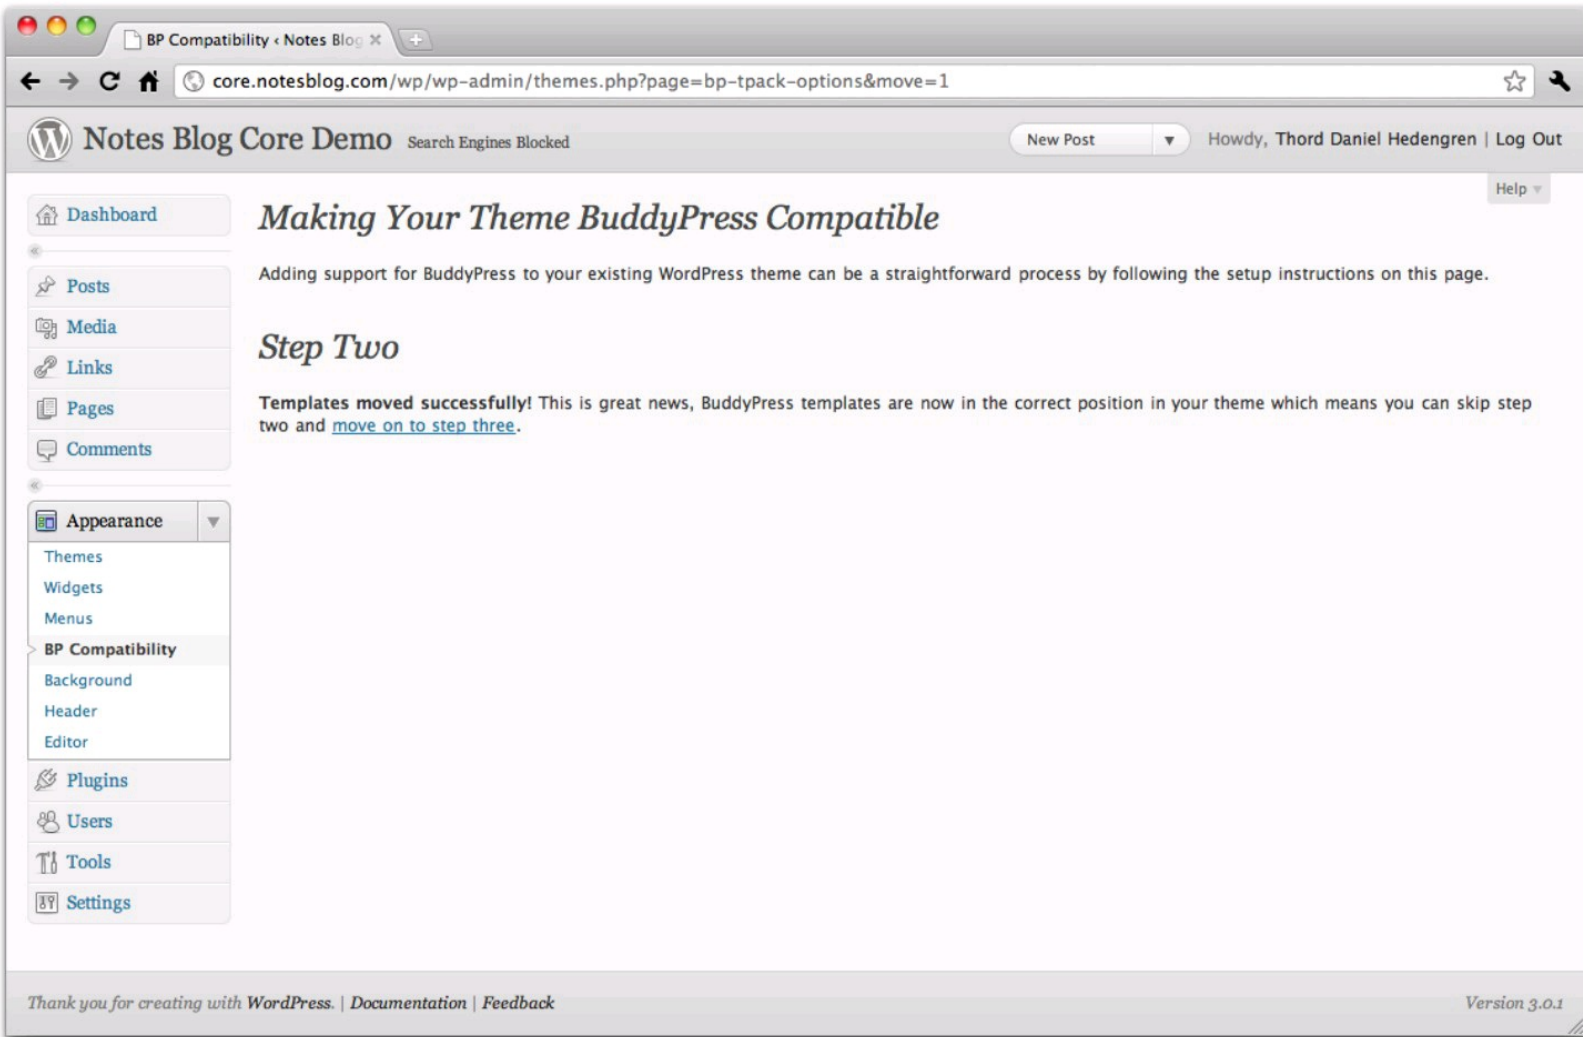 BP Compatibility ‹ Notes Blog
core.notesblog.com/wp/wp-admin/themes.php?page=bp-tpack-options&move=1
Notes Blog Core Demo Search Engines Blocked
New Post
Howdy, Thord Daniel Hedengren | Log Out
Help
Dashboard
Posts
Media
Links
Pages
Comments
Appearance
Themes
Widgets
Menus
BP Compatibility
Background
Header
Editor
Plugins
Users
Tools
Settings
Making Your Theme BuddyPress Compatible
Adding support for BuddyPress to your existing WordPress theme can be a straightforward process by following the setup instructions on this page.
Step Two
Templates moved successfully! This is great news, BuddyPress templates are now in the correct position in your theme which means you can skip step
two and move on to step three.
Thank you for creating with WordPress. | Documentation | Feedback
Version 3.0.1